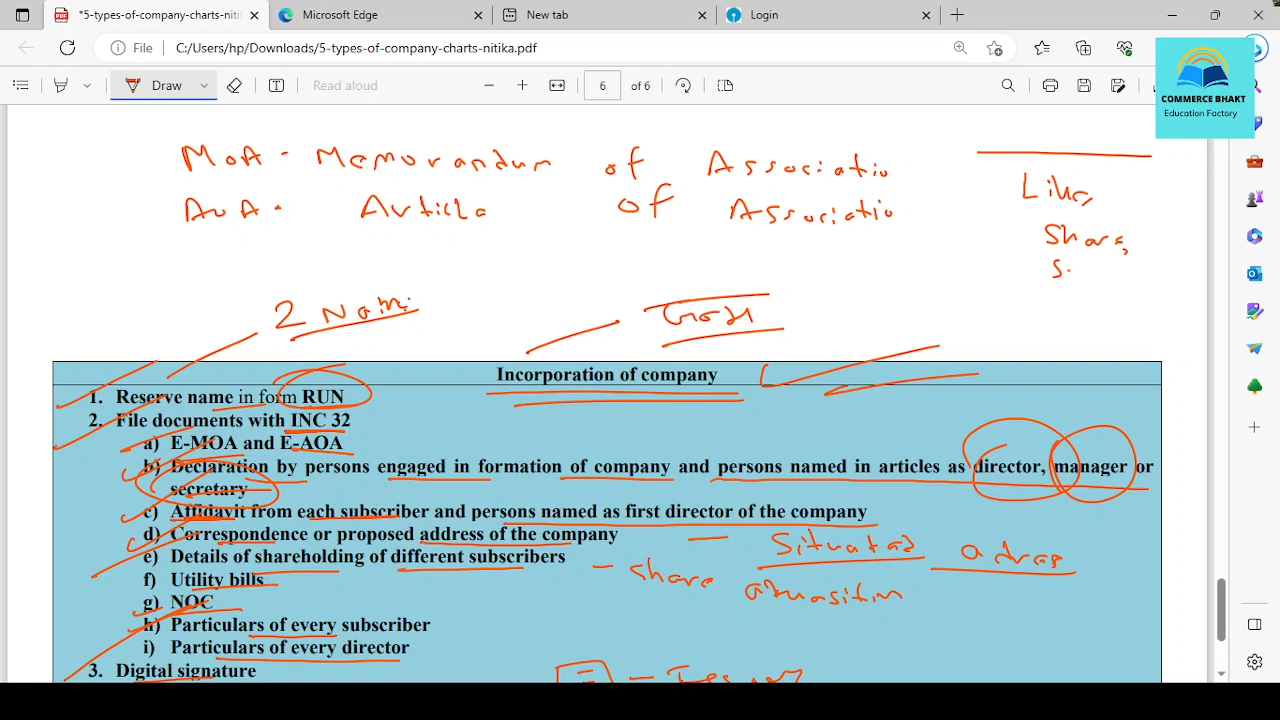 *5-types-of-company-charts-nitik
Microsoft Edge
New tab
Login
File
C:/Users/hp/Downloads/5-types-of-company-charts-nitika.pdf
Draw
Read aloud
6 of 6
COMMERCE BHAKT
Education Factory
MOA - Memorandum of Associatio
AOA - Article of Associatio
Like,
Share,
S
2 Name
Incorporation of company
1. Reserve name in form RUN
2. File documents with INC 32
a) E-MOA and E-AOA
b) Declaration by persons engaged in formation of company and persons named in articles as director, manager or
secretary
c) Affidavit from each subscriber and persons named as first director of the company
d) Correspondence or proposed address of the company
- Situated adres
e) Details of shareholding of different subscribers
- share
f) Utility bills
g) NOC
h) Particulars of every subscriber
i) Particulars of every director
3. Digital signature